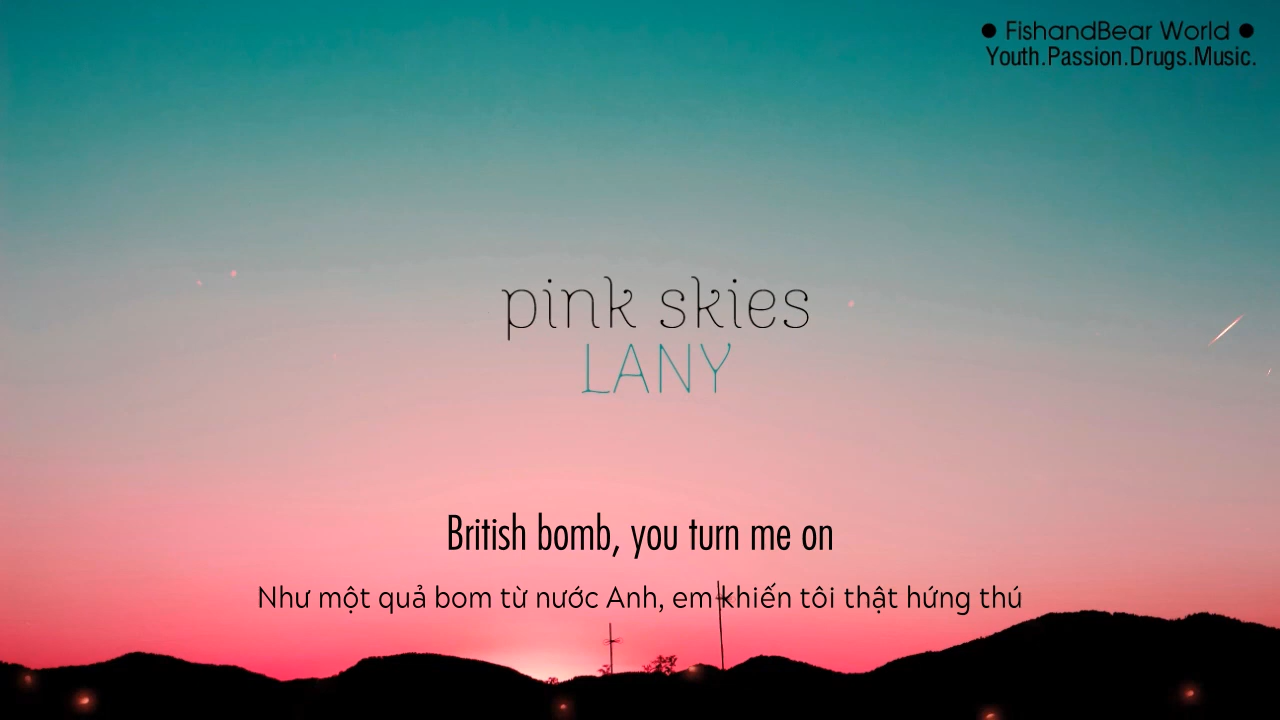 ● FishandBear World ●
Youth.Passion.Drugs.Music.
pink skies
LANY
British bomb, you turn me on
Như một quả bom từ nước Anh, em khiến tôi thật hứng thú